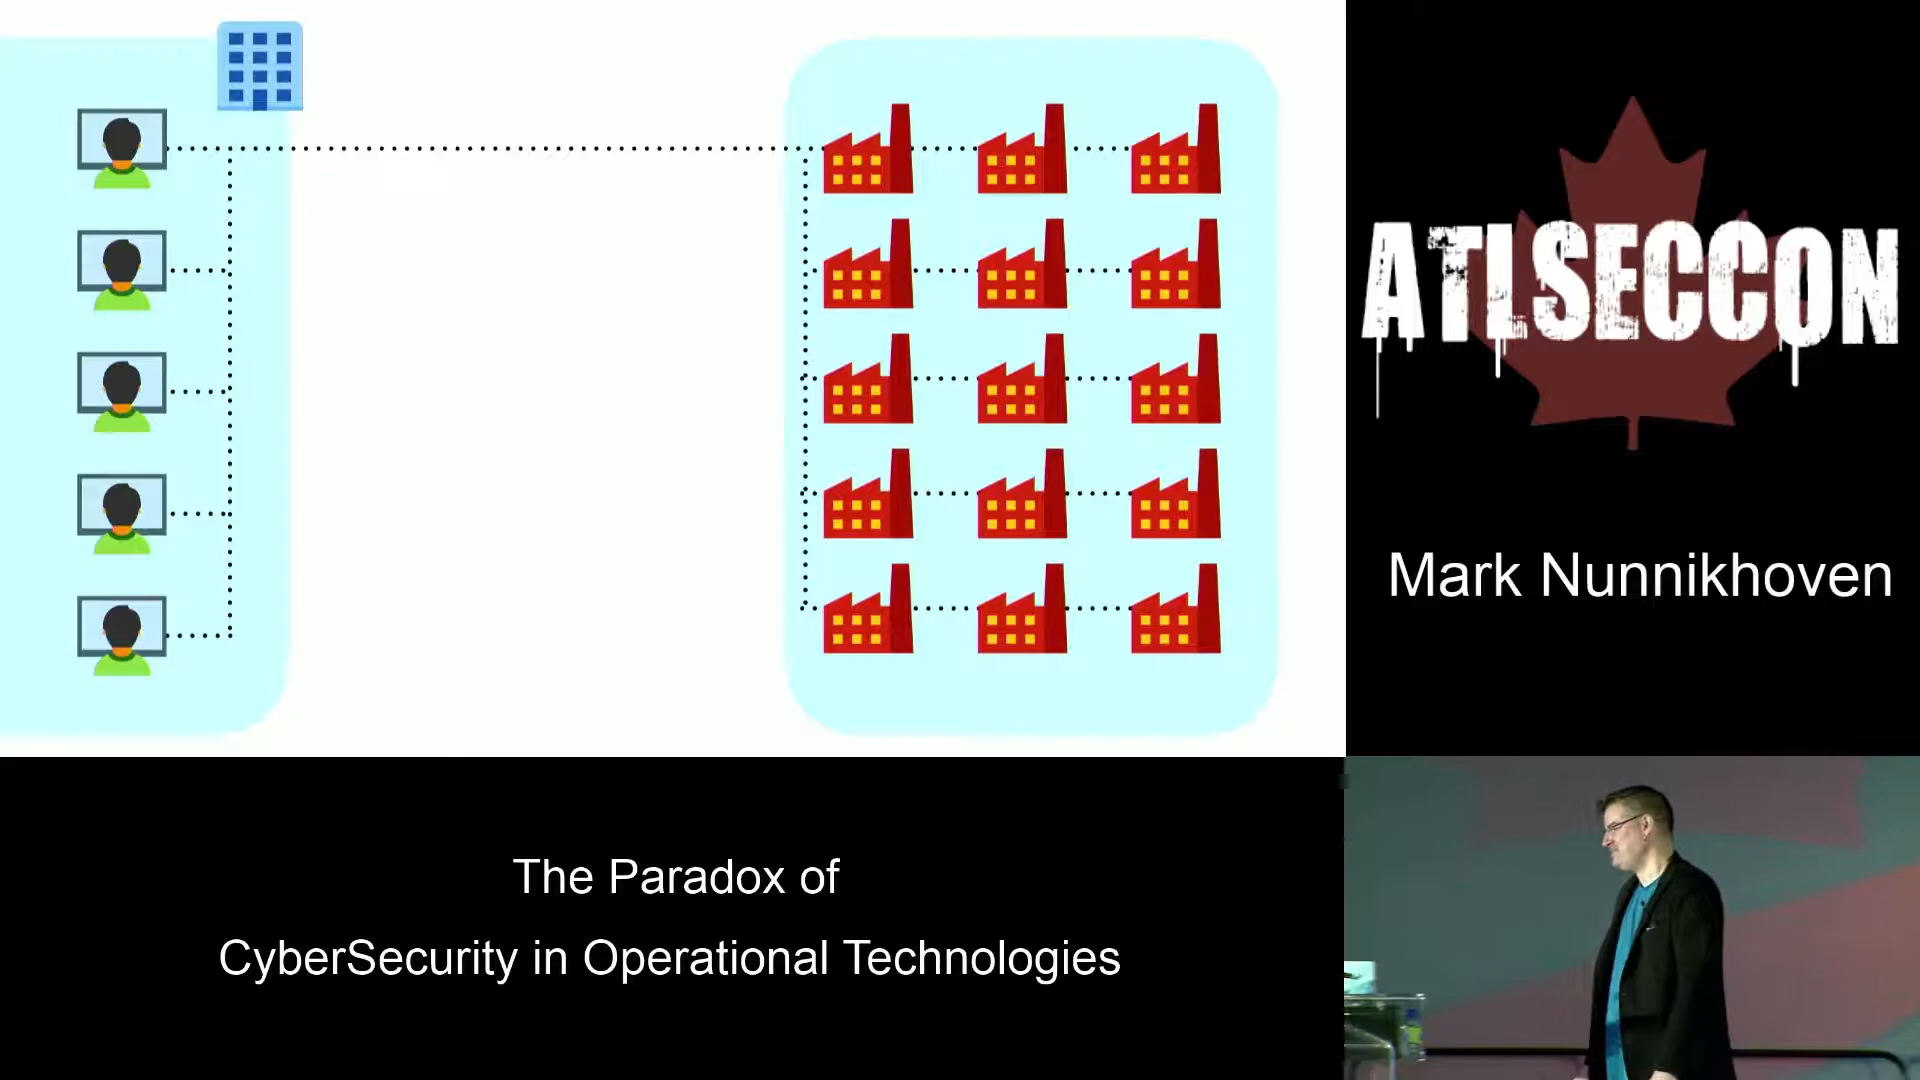 ATLSECCON
Mark Nunnikhoven
The Paradox of
CyberSecurity in Operational Technologies